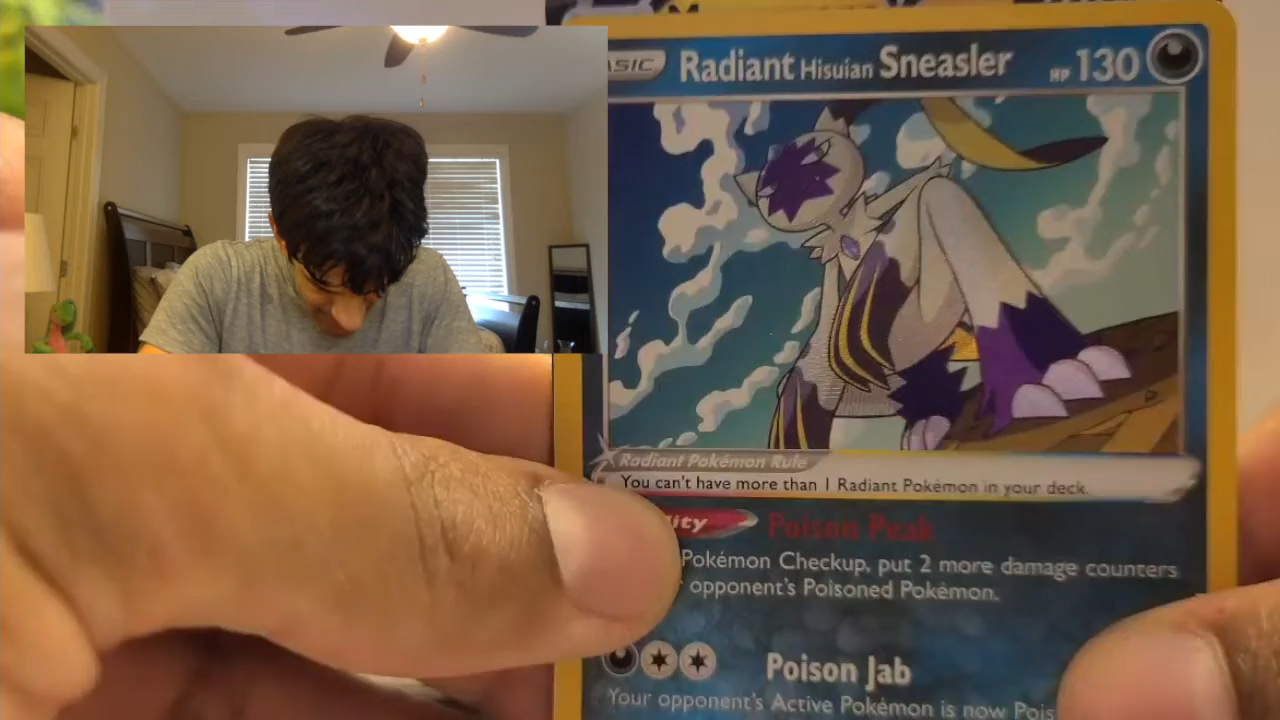 Radiant Hisuian Sneasler HP 130
Radiant Pokémon Rule
You can't have more than 1 Radiant Pokémon in your deck.
Poison Peak
Pokémon Checkup, put 2 more damage counters
opponent's Poisoned Pokémon.
Poison Jab
Your opponent's Active Pokémon is now